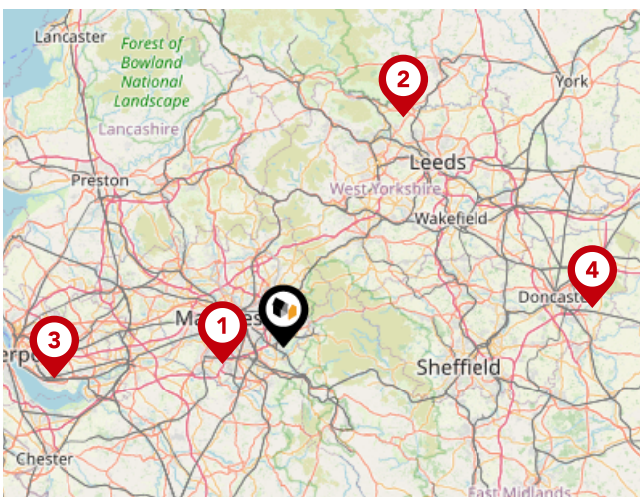 Lancaster
Forest of
Bowland
National
Landscape
2
York
Lancashire
Leeds
Preston
West Yorkshire
Wakefield
4
Doncaste
1
3
Sheffield
Chester
East Midlands